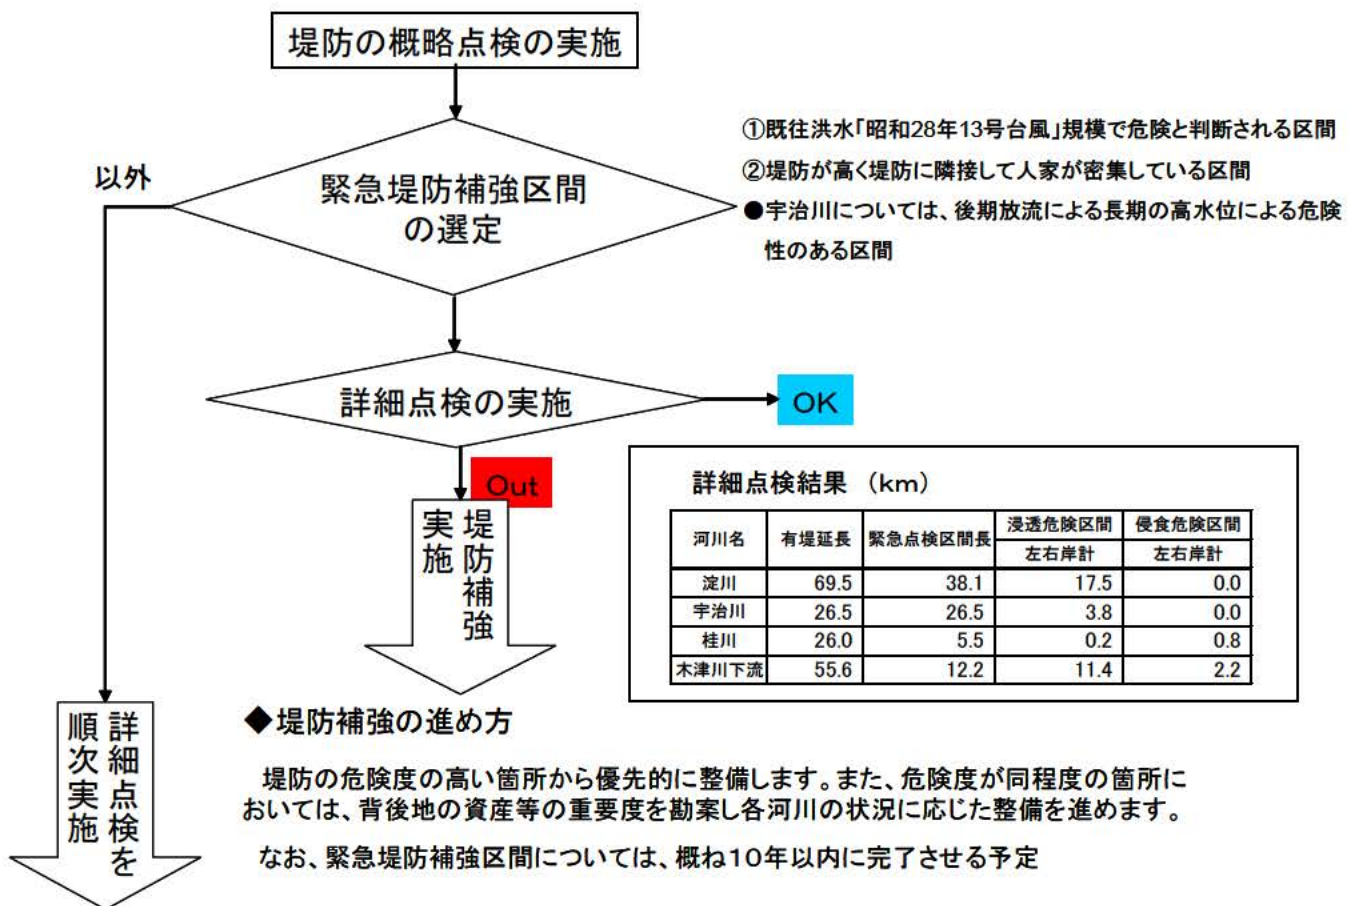 堤防の概略点検の実施
①既往洪水「昭和28年13号台風」規模で危険と判断される区間
②堤防が高く堤防に隣接して人家が密集している区間
●宇治川については、後期放流による長期の高水位による危険
性のある区間
以外
緊急堤防補強区間
の選定
詳細点検の実施
OK
Out
堤防補強
実施
詳細点検結果 (km)
河川名 有堤延長 緊急点検区間長 浸透危険区間 侵食危険区間
左右岸計 左右岸計
淀川 69.5 38.1 17.5 0.0
宇治川 26.5 26.5 3.8 0.0
桂川 26.0 5.5 0.2 0.8
木津川下流 55.6 12.2 11.4 2.2
詳細点検を
順次実施
◆堤防補強の進め方
堤防の危険度の高い箇所から優先的に整備します。また、危険度が同程度の箇所に
おいては、背後地の資産等の重要度を勘案し各河川の状況に応じた整備を進めます。
なお、緊急堤防補強区間については、概ね10年以内に完了させる予定